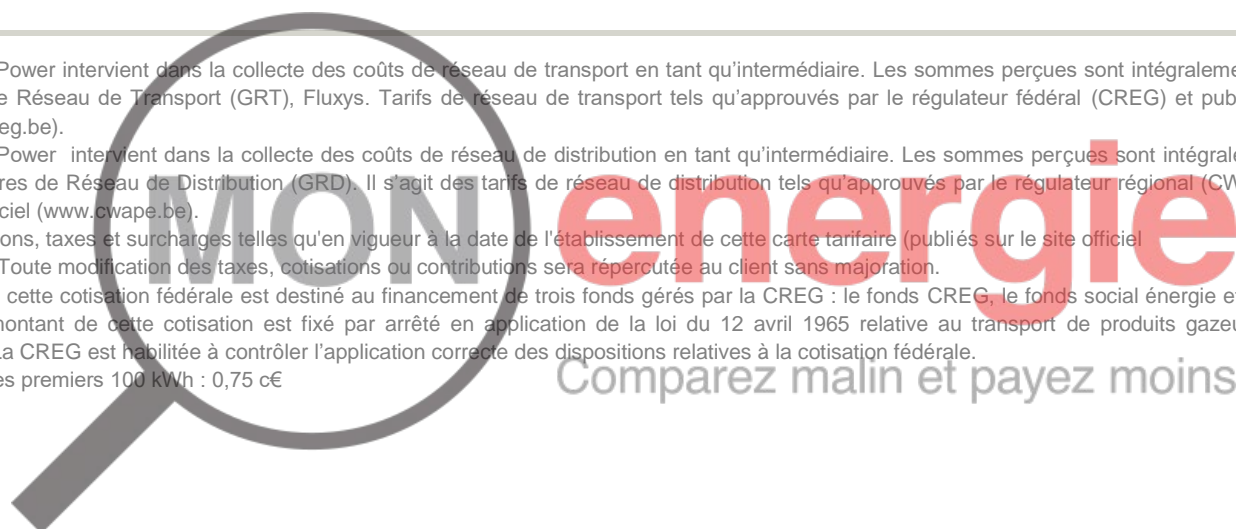 Power intervient dans la collecte des coûts de réseau de transport en tant qu'intermédiaire. Les sommes perçues sont intégraleme
e Réseau de Transport (GRT), Fluxys. Tarifs de réseau de transport tels qu'approuvés par le régulateur fédéral (CREG) et pub
eg.be).
Power intervient dans la collecte des coûts de réseau de distribution en tant qu'intermédiaire. Les sommes perçues sont intégral
res de Réseau de Distribution (GRD). Il s'agit des tarifs de réseau de distribution tels qu'approuvés par le régulateur régional (CW
ciel (www.cwape.be).
ons, taxes et surcharges telles qu'en vigueur à la date de l'établissement de cette carte tarifaire (publiés sur le site officiel
Toute modification des taxes, cotisations ou contributions sera répercutée au client sans majoration.
cette cotisation fédérale est destiné au financement de trois fonds gérés par la CREG : le fonds CREG, le fonds social énergie et
montant de cette cotisation est fixé par arrêté en application de la loi du 12 avril 1965 relative au transport de produits gazeu
La CREG est habilitée à contrôler l'application correcte des dispositions relatives à la cotisation fédérale.
es premiers 100 kWh : 0,75 c€
MON energie
Comparez malin et payez moins